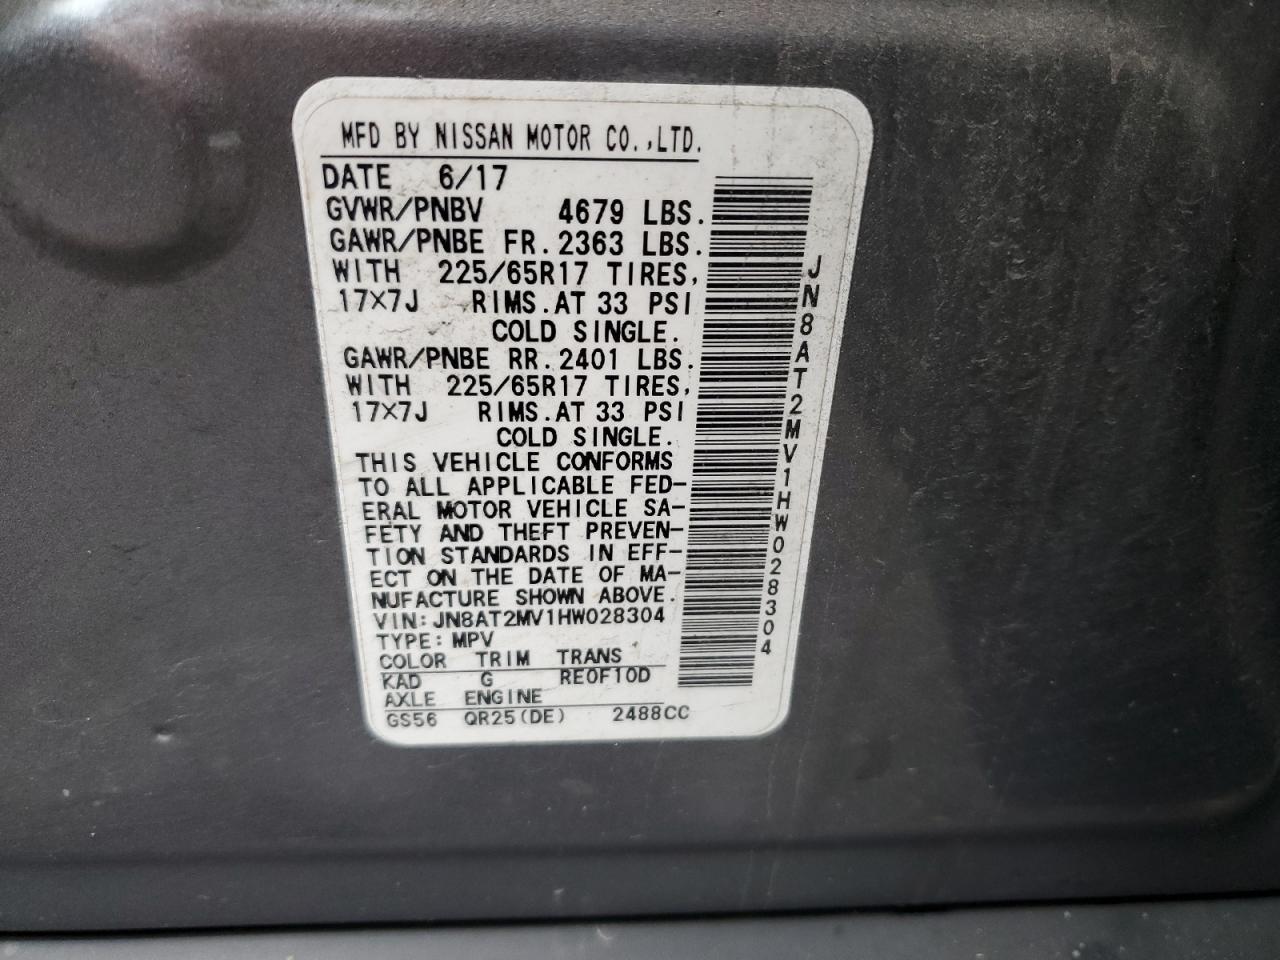 MFD BY NISSAN MOTOR CO.,LTD.
DATE 6/17
GVWR/PNBV 4679 LBS.
GAWR/PNBE FR. 2363 LBS.
WITH 225/65R17 TIRES,
17×7J RIMS. AT 33 PSI
COLD SINGLE.
GAWR/PNBE RR. 2401 LBS.
WITH 225/65R17 TIRES,
17×7J RIMS. AT 33 PSI
COLD SINGLE.
THIS VEHICLE CONFORMS
TO ALL APPLICABLE FED-
ERAL MOTOR VEHICLE SA-
FETY AND THEFT PREVEN-
TION STANDARDS IN EFF-
ECT ON THE DATE OF MA-
NUFACTURE SHOWN ABOVE.
VIN: JN8AT2MV1HW028304
TYPE: MPV
COLOR TRIM TRANS
KAD G RE0F10D
AXLE ENGINE
GS56 QR25(DE) 2488CC
JN8AT2MV1HW028304